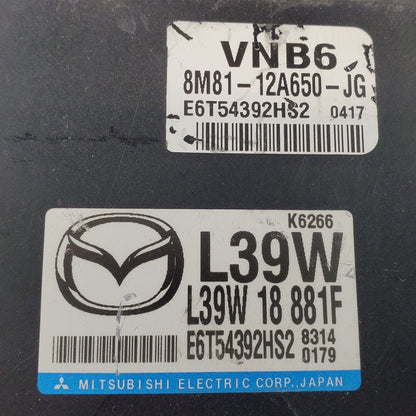 VNB6
8M81-12A650-JG
E6T54392HS2 0417
K6266
L39W
L39W 18 881F
E6T54392HS2 8314
0179
MITSUBISHI ELECTRIC CORP., JAPAN